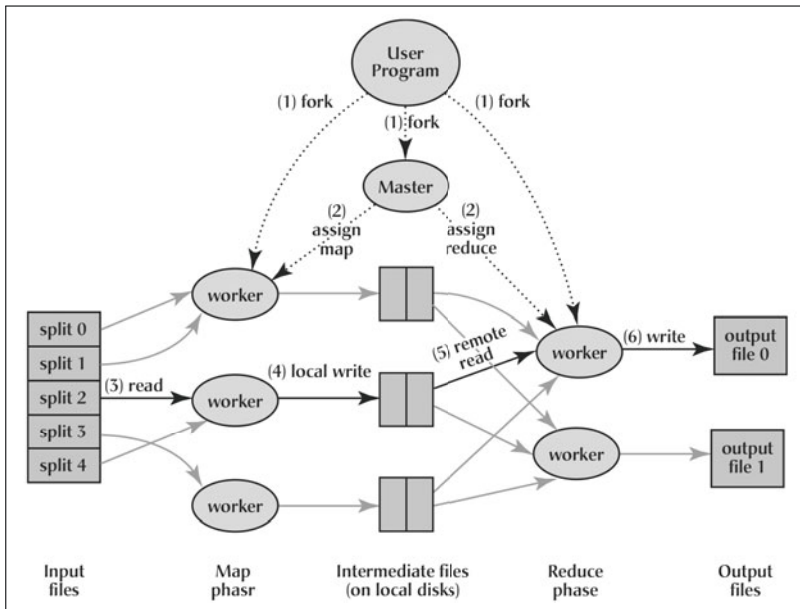 User
Program
(1) fork
(1) fork
(1) fork
Master
(2)
assign
map
(2)
assign
reduce
worker
split 0
split 1
split 2
split 3
split 4
(3) read
worker
(4) local write
(5) remote
read
worker
(6) write
output
file 0
worker
worker
output
file 1
Input
files
Map
phasr
Intermediate files
(on local disks)
Reduce
phase
Output
files